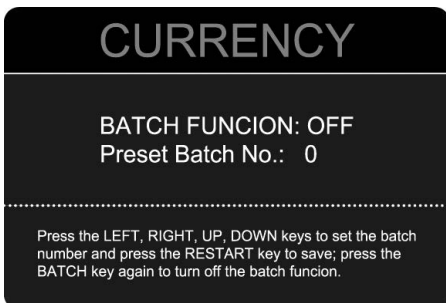 CURRENCY
BATCH FUNCION: OFF
Preset Batch No.: 0
Press the LEFT, RIGHT, UP, DOWN keys to set the batch
number and press the RESTART key to save; press the
BATCH key again to turn off the batch funcion.